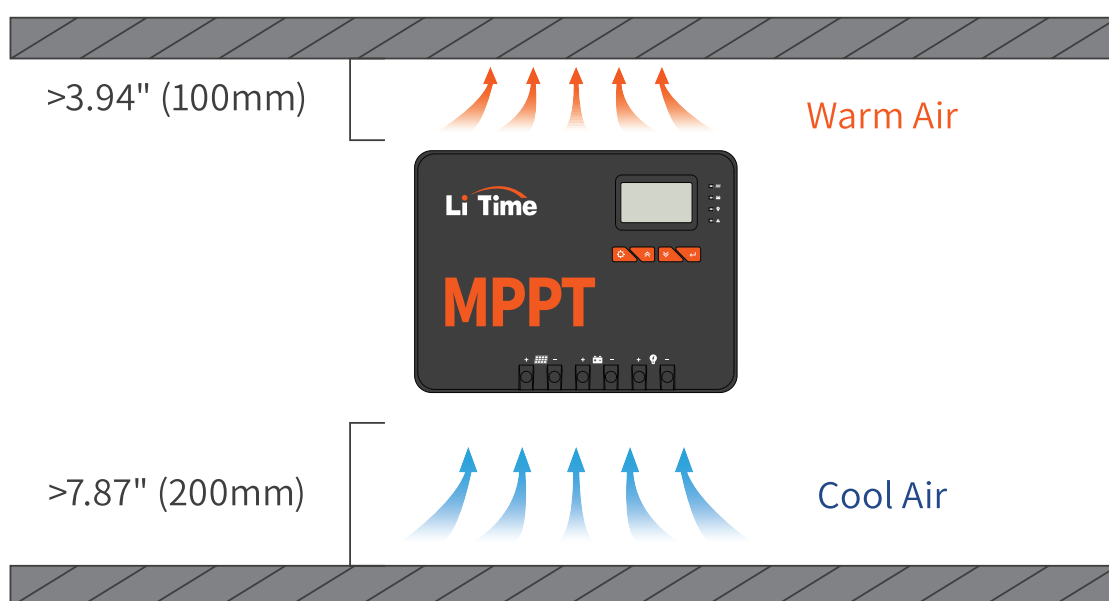 >3.94" (100mm)
Warm Air
Li Time
MPPT
+ - + - + -
>7.87" (200mm)
Cool Air